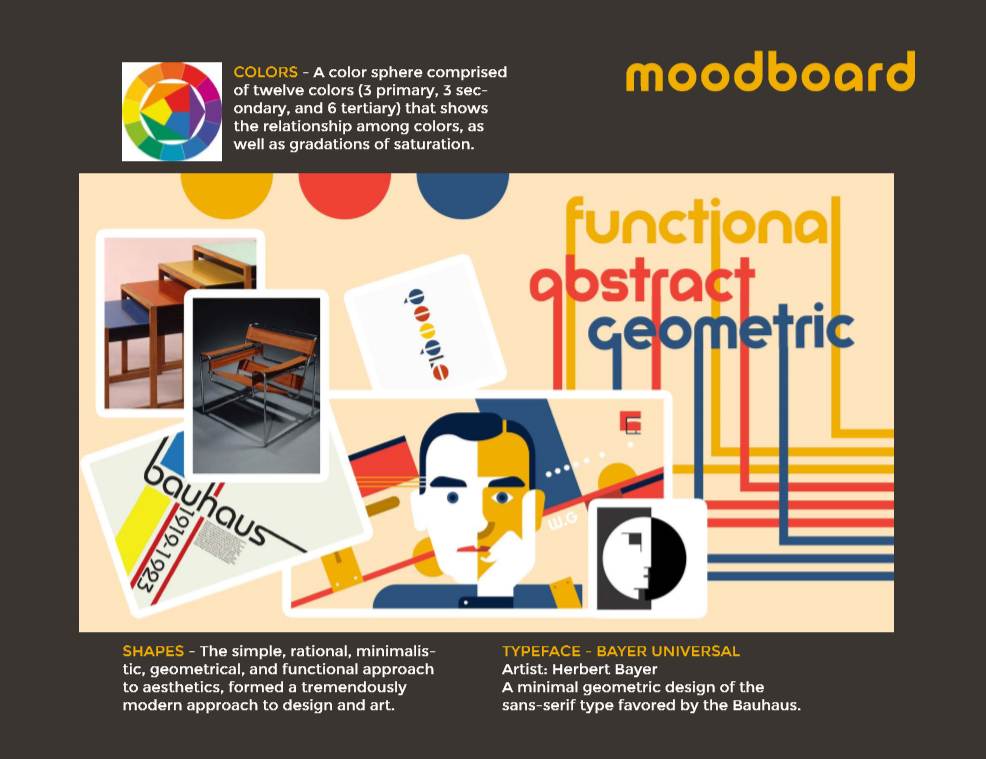 moodboard
COLORS - A color sphere comprised
of twelve colors (3 primary, 3 sec-
ondary, and 6 tertiary) that shows
the relationship among colors, as
well as gradations of saturation.
functional
abstract
geometric
google
bauhaus
1919-1923
W.G
SHAPES - The simple, rational, minimalis-
tic, geometrical, and functional approach
to aesthetics, formed a tremendously
modern approach to design and art.
TYPEFACE - BAYER UNIVERSAL
Artist: Herbert Bayer
A minimal geometric design of the
sans-serif type favored by the Bauhaus.